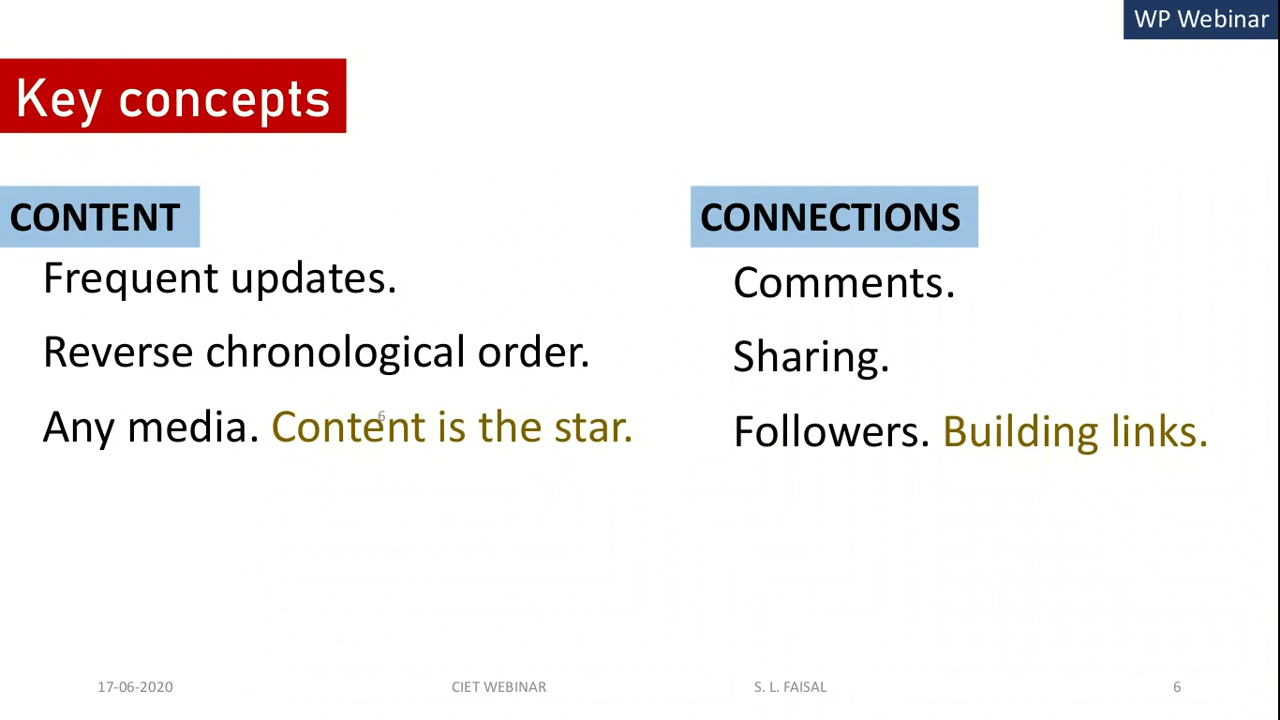 WP Webinar
Key concepts
CONTENT
Frequent updates.
Reverse chronological order.
Any media. Content is the star.
6
CONNECTIONS
Comments.
Sharing.
Followers. Building links.
17-06-2020
CIET WEBINAR
S. L. FAISAL
6